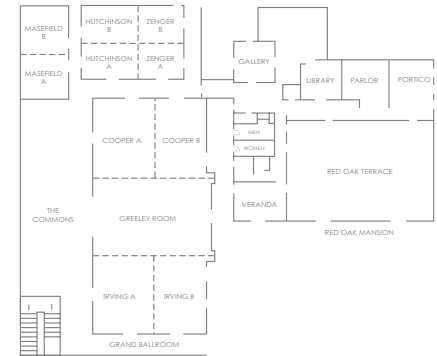 MASEFIELD
B
MASEFIELD
A
HUTCHINSON
B
ZENGER
B
HUTCHINSON
A
ZENGER
A
GALLERY
LIBRARY
PARLOR
PORTICO
COOPER A
COOPER B
MEN
WOMEN
RED OAK TERRACE
VERANDA
THE
COMMONS
GREELEY ROOM
RED OAK MANSION
IRVING A
IRVING B
GRAND BALLROOM